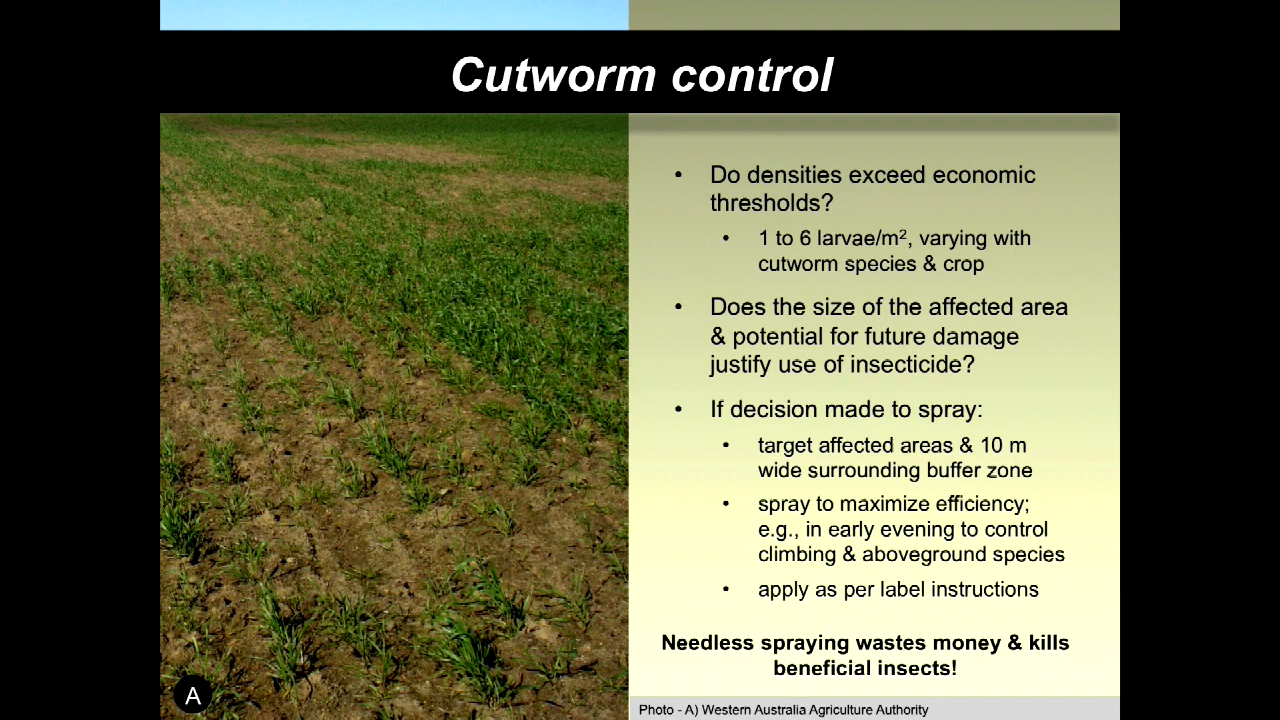 Cutworm control
• Do densities exceed economic
thresholds?
• 1 to 6 larvae/m², varying with
cutworm species & crop
• Does the size of the affected area
& potential for future damage
justify use of insecticide?
• If decision made to spray:
• target affected areas & 10 m
wide surrounding buffer zone
• spray to maximize efficiency;
e.g., in early evening to control
climbing & aboveground species
• apply as per label instructions
Needless spraying wastes money & kills
beneficial insects!
A
Photo - A) Western Australia Agriculture Authority